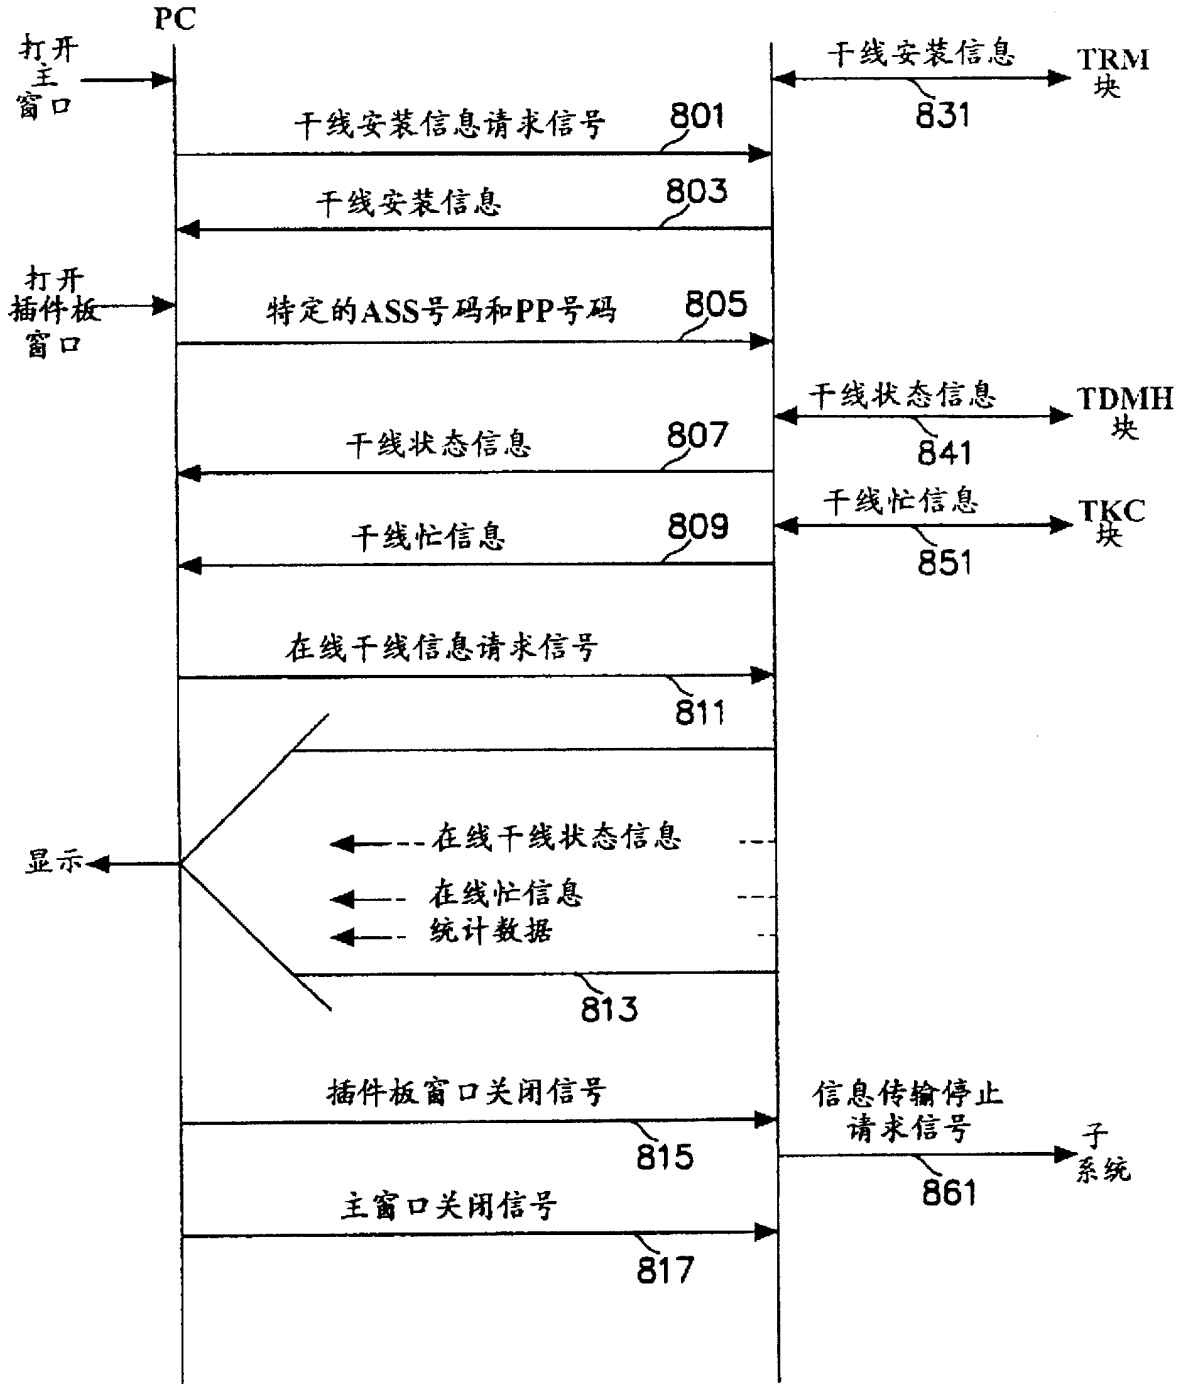 PC
打开
主
窗口
干线安装信息
TRM
块
831
干线安装信息请求信号
801
干线安装信息
803
打开
插件板
窗口
特定的ASS号码和PP号码
805
干线状态信息
TDMH
块
841
干线状态信息
807
干线忙信息
TKC
块
851
干线忙信息
809
在线干线信息请求信号
811
在线干线状态信息
显示
在线忙信息
统计数据
813
插件板窗口关闭信号
815
信息传输停止
请求信号
子
系统
861
主窗口关闭信号
817